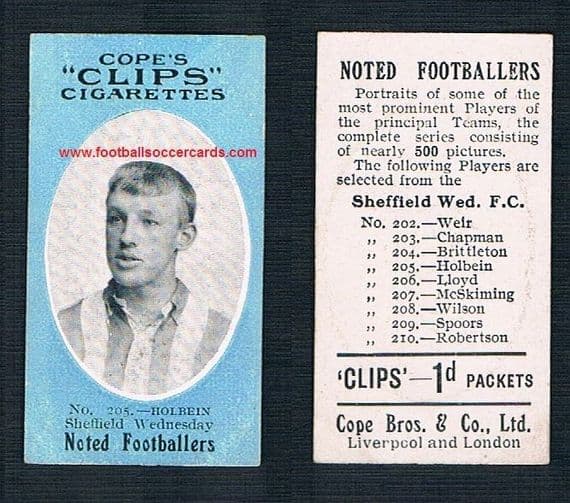 COPE'S
"CLIPS"
CIGARETTES
www.footballsoccercards.com
No. 205.—HOLBEIN
Sheffield Wednesday
Noted Footballers
NOTED FOOTBALLERS
Portraits of some of the
most prominent Players of
the principal Teams, the
complete series consisting
of nearly 500 pictures.
The following Players are
selected from the
Sheffield Wed. F.C.
No. 202.—Weir
„ 203.—Chapman
„ 204.—Brittleton
„ 205.—Holbein
„ 206.—Lloyd
„ 207.—McSkiming
„ 208.—Wilson
„ 209.—Spoors
„ 210.—Robertson
'CLIPS'—1d PACKETS
Cope Bros. & Co., Ltd.
Liverpool and London